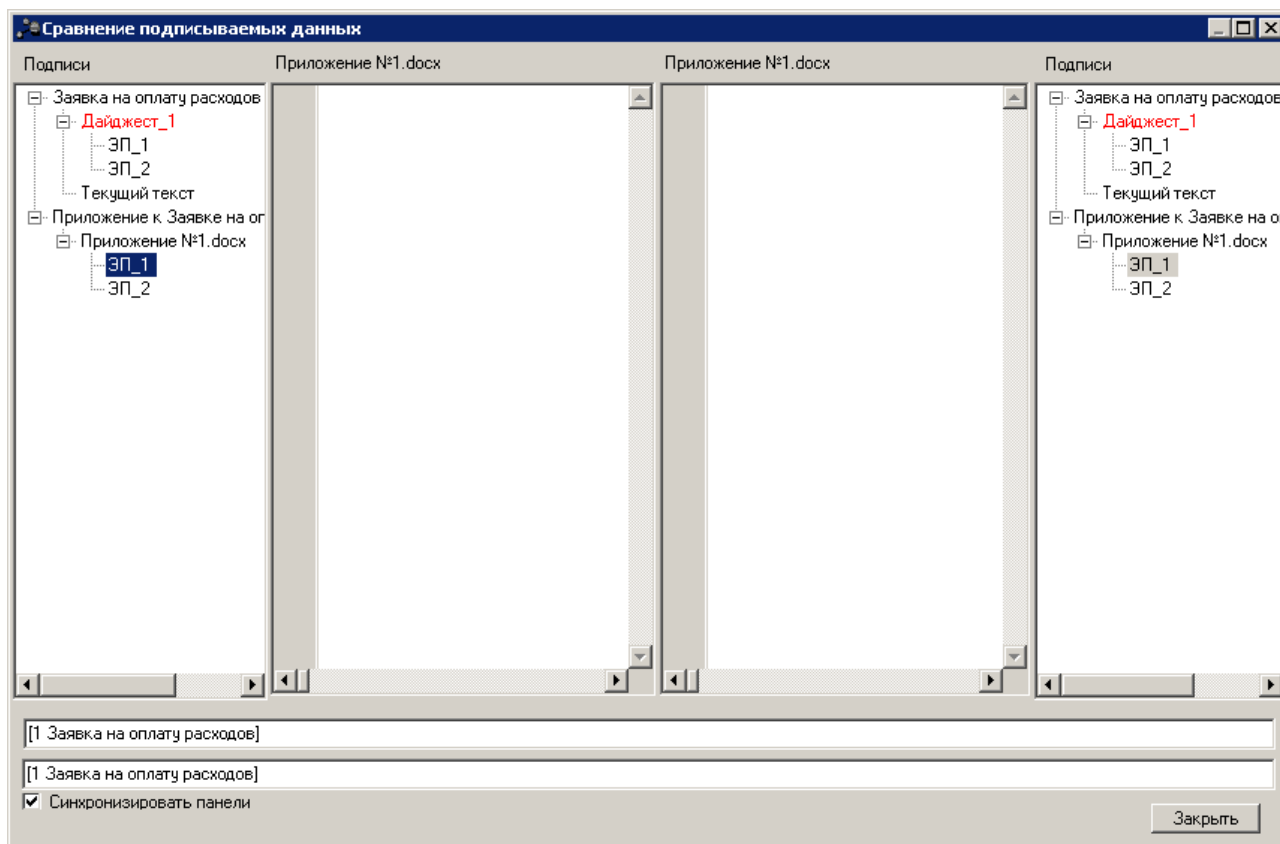 Сравнение подписываемых данных
Подписи
Приложение №1.docx
Приложение №1.docx
Подписи
Заявка на оплату расходов
Дайджест_1
ЭП_1
ЭП_2
Текущий текст
Приложение к Заявке на оп
Приложение №1.docx
ЭП_1
ЭП_2
Заявка на оплату расходов
Дайджест_1
ЭП_1
ЭП_2
Текущий текст
Приложение к Заявке на о
Приложение №1.docx
ЭП_1
ЭП_2
[1 Заявка на оплату расходов]
[1 Заявка на оплату расходов]
Синхронизировать панели
Закрыть